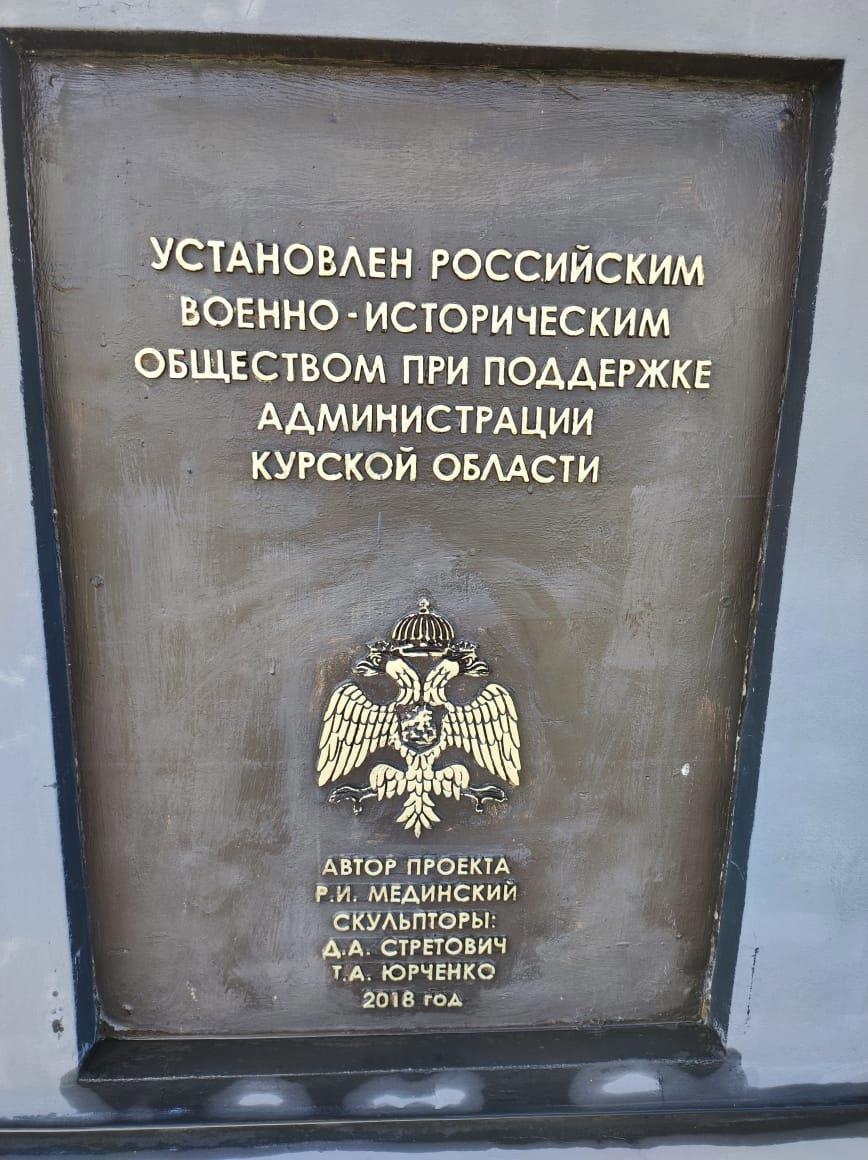 УСТАНОВЛЕН РОССИЙСКИМ
ВОЕННО-ИСТОРИЧЕСКИМ
ОБЩЕСТВОМ ПРИ ПОДДЕРЖКЕ
АДМИНИСТРАЦИИ
КУРСКОЙ ОБЛАСТИ
АВТОР ПРОЕКТА
Р.И. МЕДИНСКИЙ
СКУЛЬПТОРЫ:
Д.А. СТРЕТОВИЧ
Т.А. ЮРЧЕНКО
2018 год